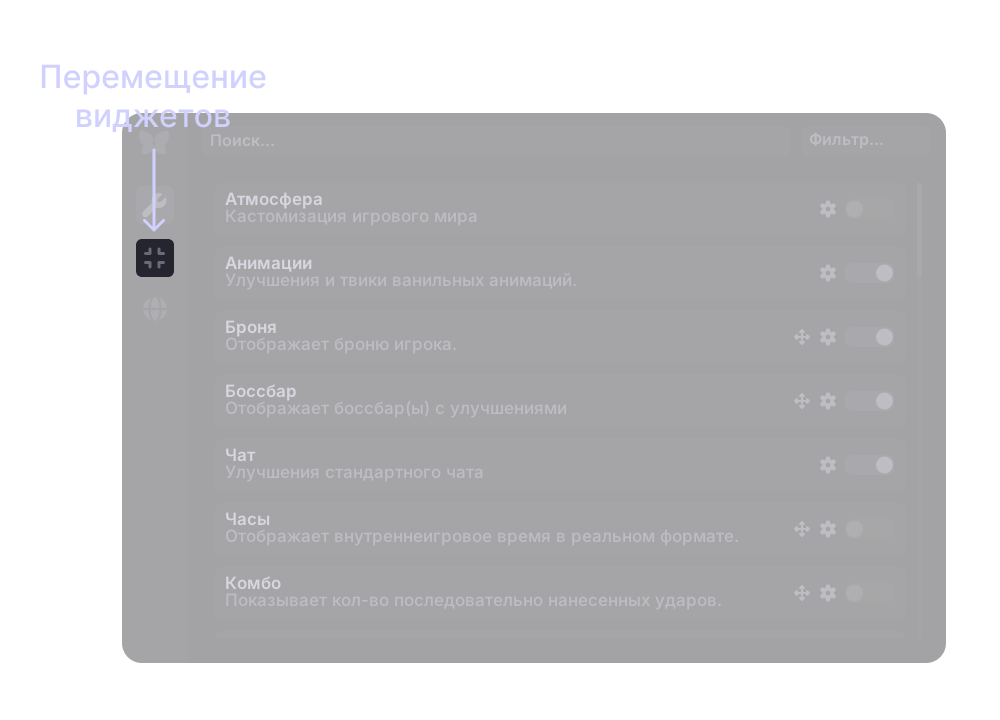 Перемещение
виджетов
Поиск...
Фильтр...
Атмосфера
Кастомизация игрового мира
Анимации
Улучшения и твики ванильных анимаций.
Броня
Отображает броню игрока.
Боссбар
Отображает боссбар(ы) с улучшениями
Чат
Улучшения стандартного чата
Часы
Отображает внутреннеигровое время в реальном формате.
Комбо
Показывает кол-во последовательно нанесенных ударов.